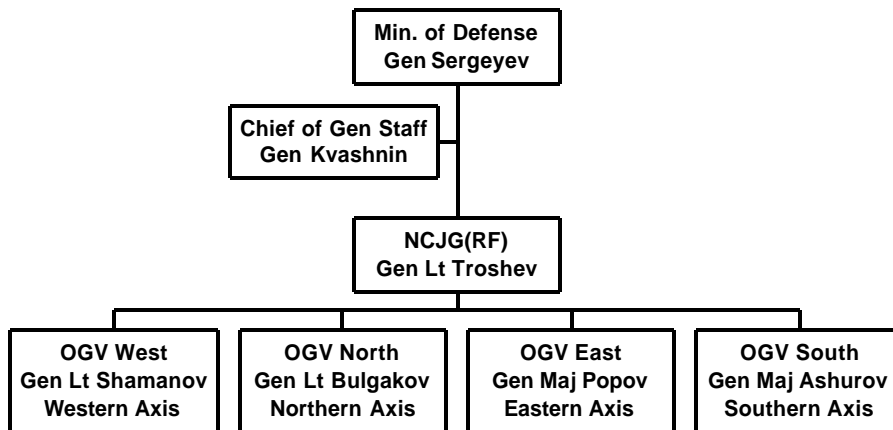 Min. of Defense
Gen Sergeyev
Chief of Gen Staff
Gen Kvashnin
NCJG(RF)
Gen Lt Troshev
OGV West
Gen Lt Shamanov
Western Axis
OGV North
Gen Lt Bulgakov
Northern Axis
OGV East
Gen Maj Popov
Eastern Axis
OGV South
Gen Maj Ashurov
Southern Axis